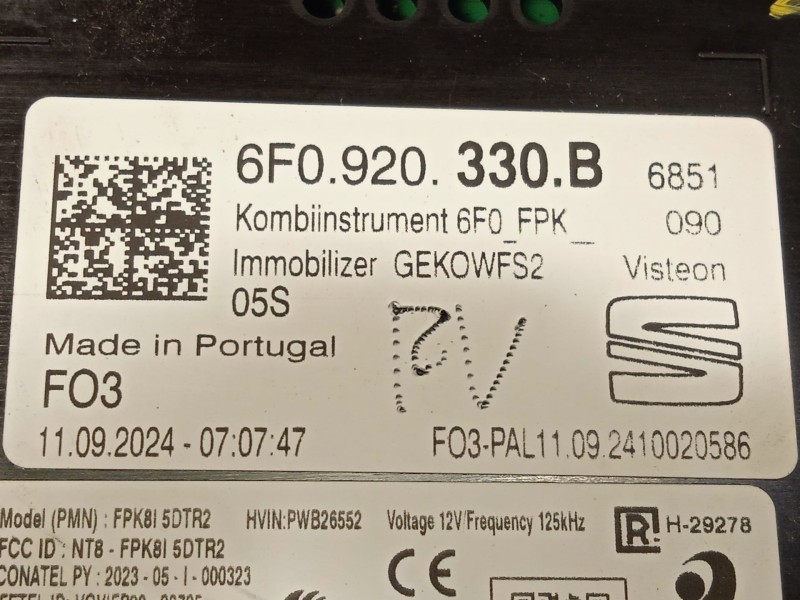 6F0.920. 330.B 6851
Kombiinstrument 6F0_FPK_ 090
Immobilizer GEKOWFS2 Visteon
05S
PV
Made in Portugal
FO3
11.09.2024 - 07:07:47 FO3-PAL11.09.2410020586
Model (PMN) : FPK8I 5DTR2 HVIN:PWB26552 Voltage 12V/Frequency 125kHz R H-29278
FCC ID : NT8 - FPK8I 5DTR2
CONATEL PY : 2023 - 05 - I - 000323
CE